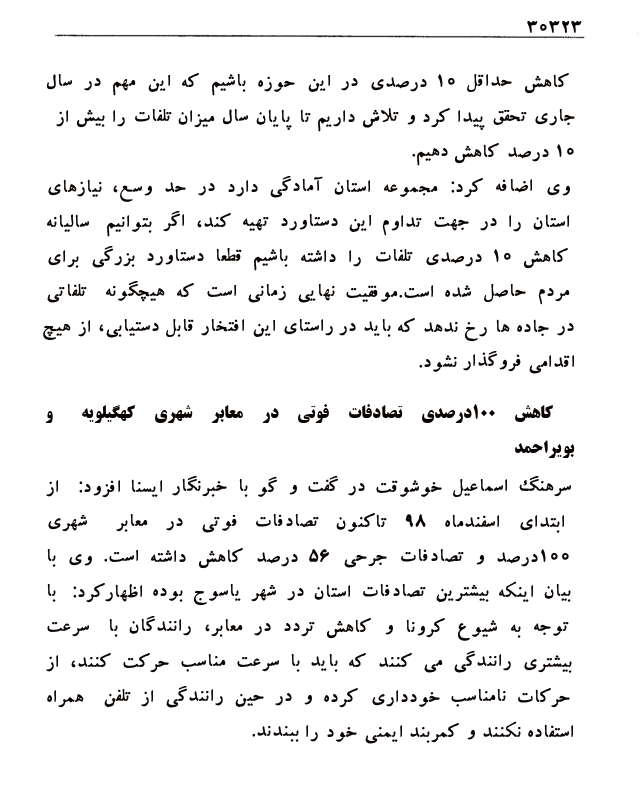 ۳۰۳۲۳
کاهش حداقل ۱۰ درصدی در این حوزه باشیم که این مهم در سال
جاری تحقق پیدا کرد و تلاش داریم تا پایان سال میزان تلفات را بیش از
۱۰ درصد کاهش دهیم.
وی اضافه کرد: مجموعه استان آمادگی دارد در حد وسع، نیازهای
استان را در جهت تداوم این دستاورد تهیه کند، اگر بتوانیم سالیانه
کاهش ۱۰ درصدی تلفات را داشته باشیم قطعا دستاورد بزرگی برای
مردم حاصل شده است.موفقیت نهایی زمانی است که هیچگونه تلفاتی
در جاده ها رخ ندهد که باید در راستای این افتخار قابل دستیابی، از هیچ
اقدامی فروگذار نشود.
کاهش ۱۰۰درصدی تصادفات فوتی در معابر شهری کهگیلویه و
بویراحمد
سرهنگ اسماعیل خوشوقت در گفت و گو با خبرنگار ایسنا افزود: از
ابتدای اسفندماه ۹۸ تاکنون تصادفات فوتی در معابر شهری
۱۰۰درصد و تصادفات جرحی ۵۶ درصد کاهش داشته است. وی با
بیان اینکه بیشترین تصادفات استان در شهر یاسوج بوده اظهارکرد: با
توجه به شیوع کرونا و کاهش تردد در معابر، رانندگان با سرعت
بیشتری رانندگی می کنند که باید با سرعت مناسب حرکت کنند، از
حرکات نامناسب خودداری کرده و در حین رانندگی از تلفن همراه
استفاده نکنند و کمربند ایمنی خود را ببندند.